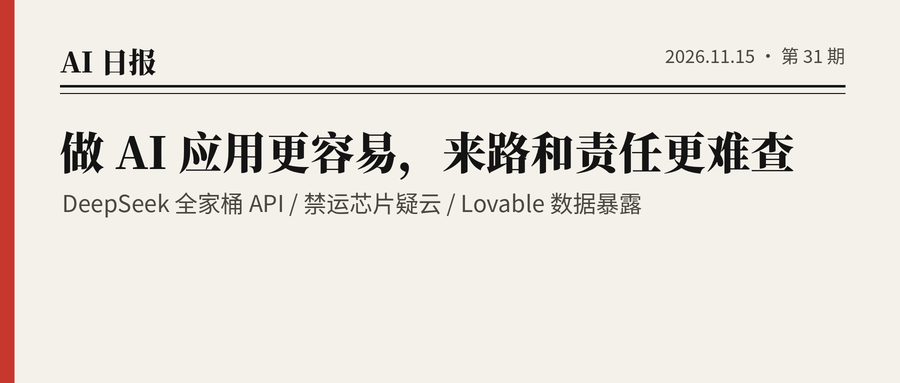 AI 日报
2026.11.15 · 第 31 期
做 AI 应用更容易，来路和责任更难查
DeepSeek 全家桶 API / 禁运芯片疑云 / Lovable 数据暴露